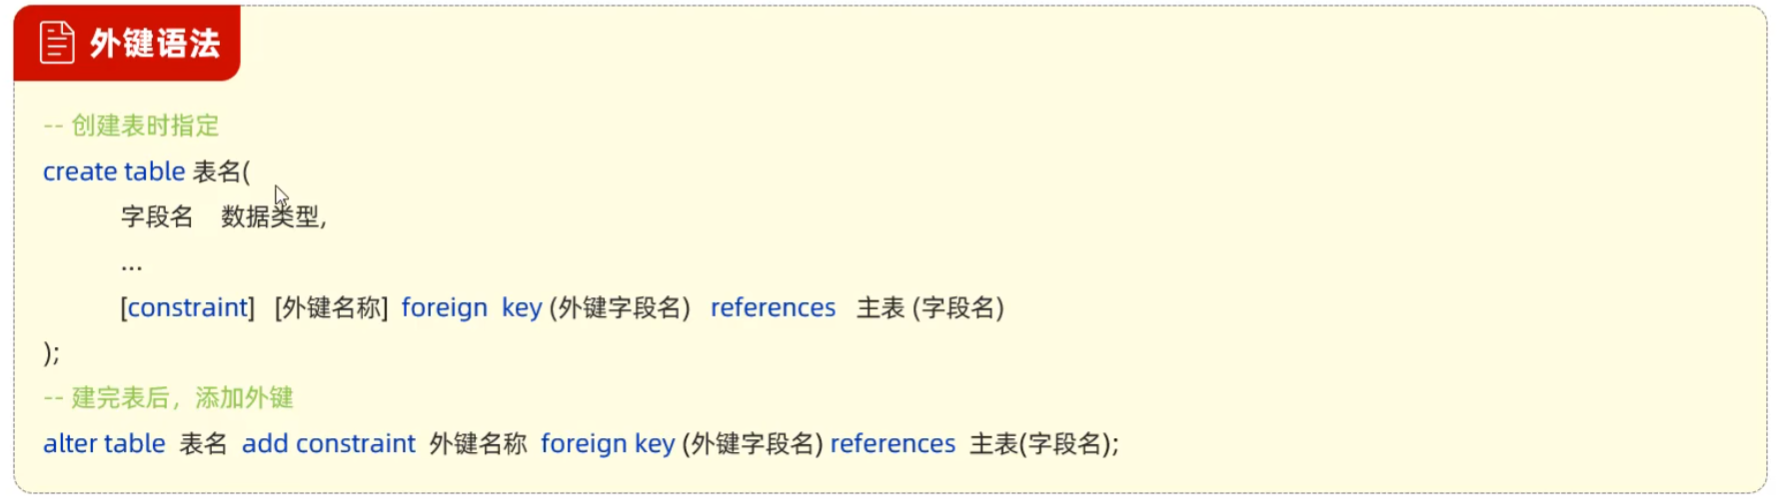 外键语法
-- 创建表时指定
create table 表名(
字段名 数据类型,
...
[constraint] [外键名称] foreign key (外键字段名) references 主表 (字段名)
);
-- 建完表后，添加外键
alter table 表名 add constraint 外键名称 foreign key (外键字段名) references 主表(字段名);